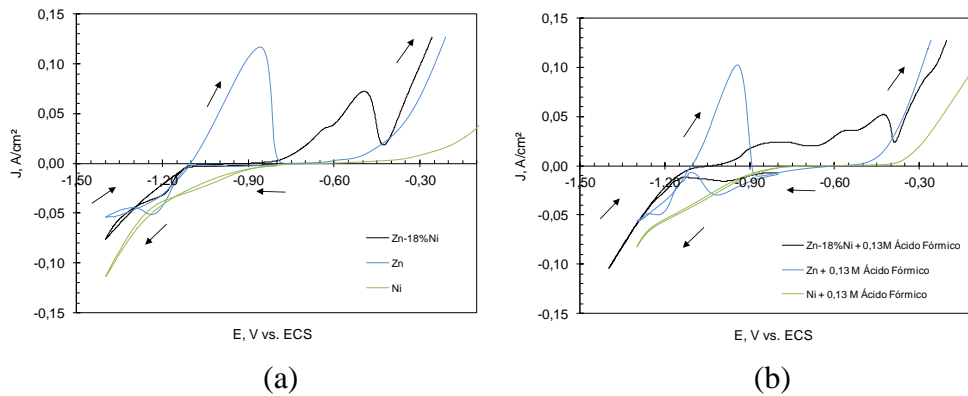 0,15
0,10
0,05
0,00
-0,05
-0,10
-0,15
-1,50
-1,20
-0,90
-0,60
-0,30
J, A/cm²
E, V vs. ECS
Zn-18%Ni
Zn
Ni
(a)
0,15
0,10
0,05
0,00
-0,05
-0,10
-0,15
-1,50
-1,20
-0,90
-0,60
-0,30
J, A/cm²
E, V vs. ECS
Zn-18%Ni + 0,13M Ácido Fórmico
Zn + 0,13 M Ácido Fórmico
Ni + 0,13 M Ácido Fórmico
(b)